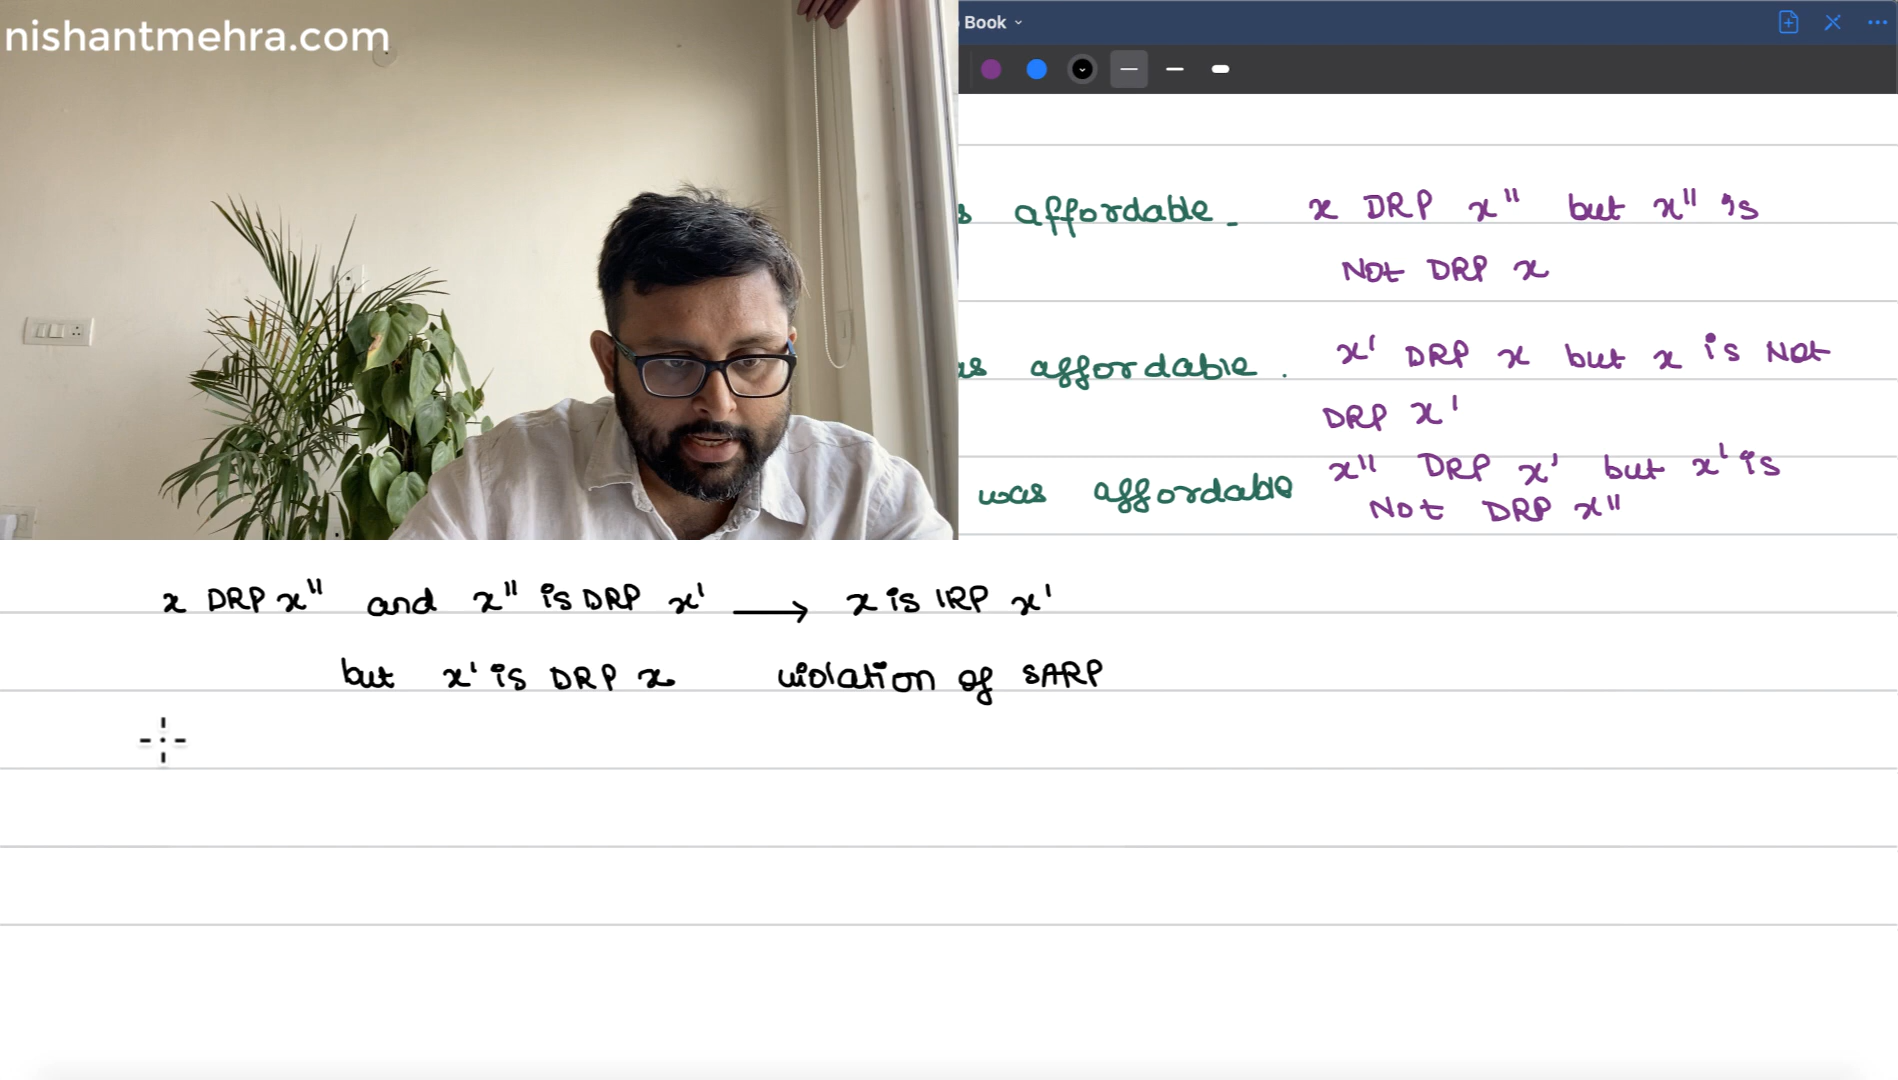 nishantmehra.com
Book
affordable. x DRP x" but x" is
NOT DRP x
affordable. x' DRP x but x is Not
DRP x'
was affordable x" DRP x' but x' is
Not DRP x"
x DRP x" and x" is DRP x' → x is IRP x'
but x' is DRP x violation of SARP